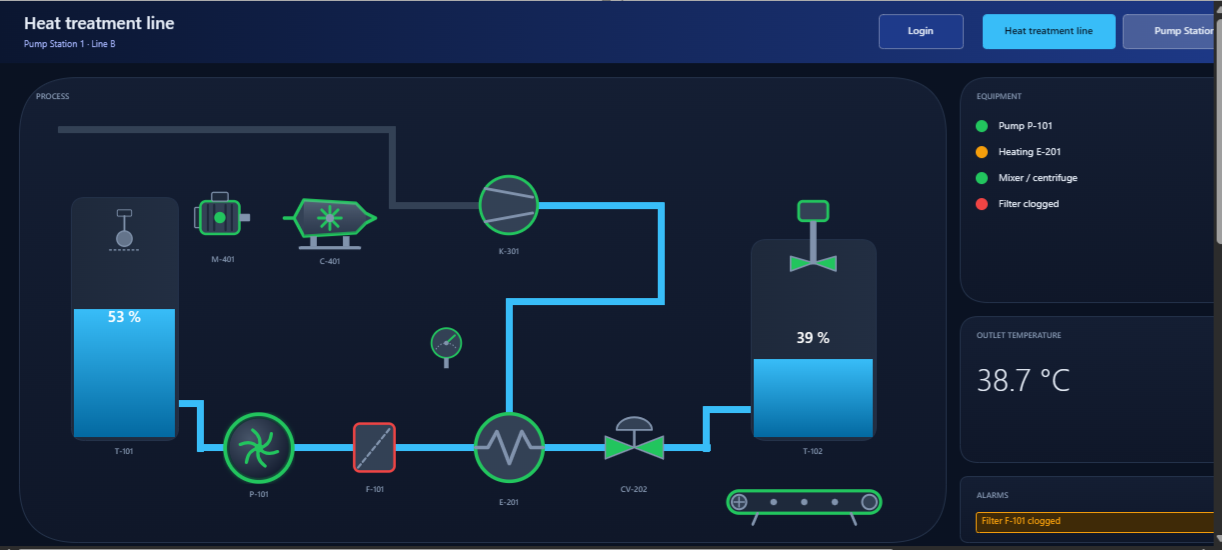 Heat treatment line
Pump Station 1 · Line B
Login
Heat treatment line
Pump Station
PROCESS
EQUIPMENT
Pump P-101
Heating E-201
Mixer / centrifuge
Filter clogged
M-401
C-401
K-301
53 %
39 %
OUTLET TEMPERATURE
38.7 °C
T-101
T-102
P-101
F-101
E-201
CV-202
ALARMS
Filter F-101 clogged